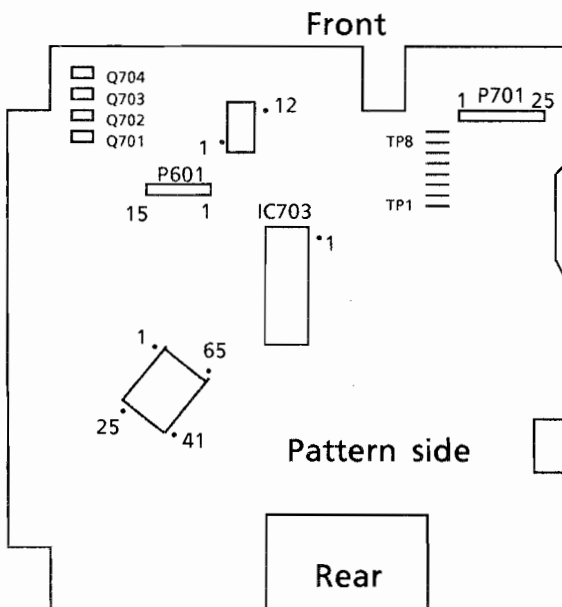 Front
Q704
Q703
Q702
Q701
12
1
1 P701 25
TP8
TP1
P601
15 1
IC703
1
1
65
25
41
Pattern side
Rear